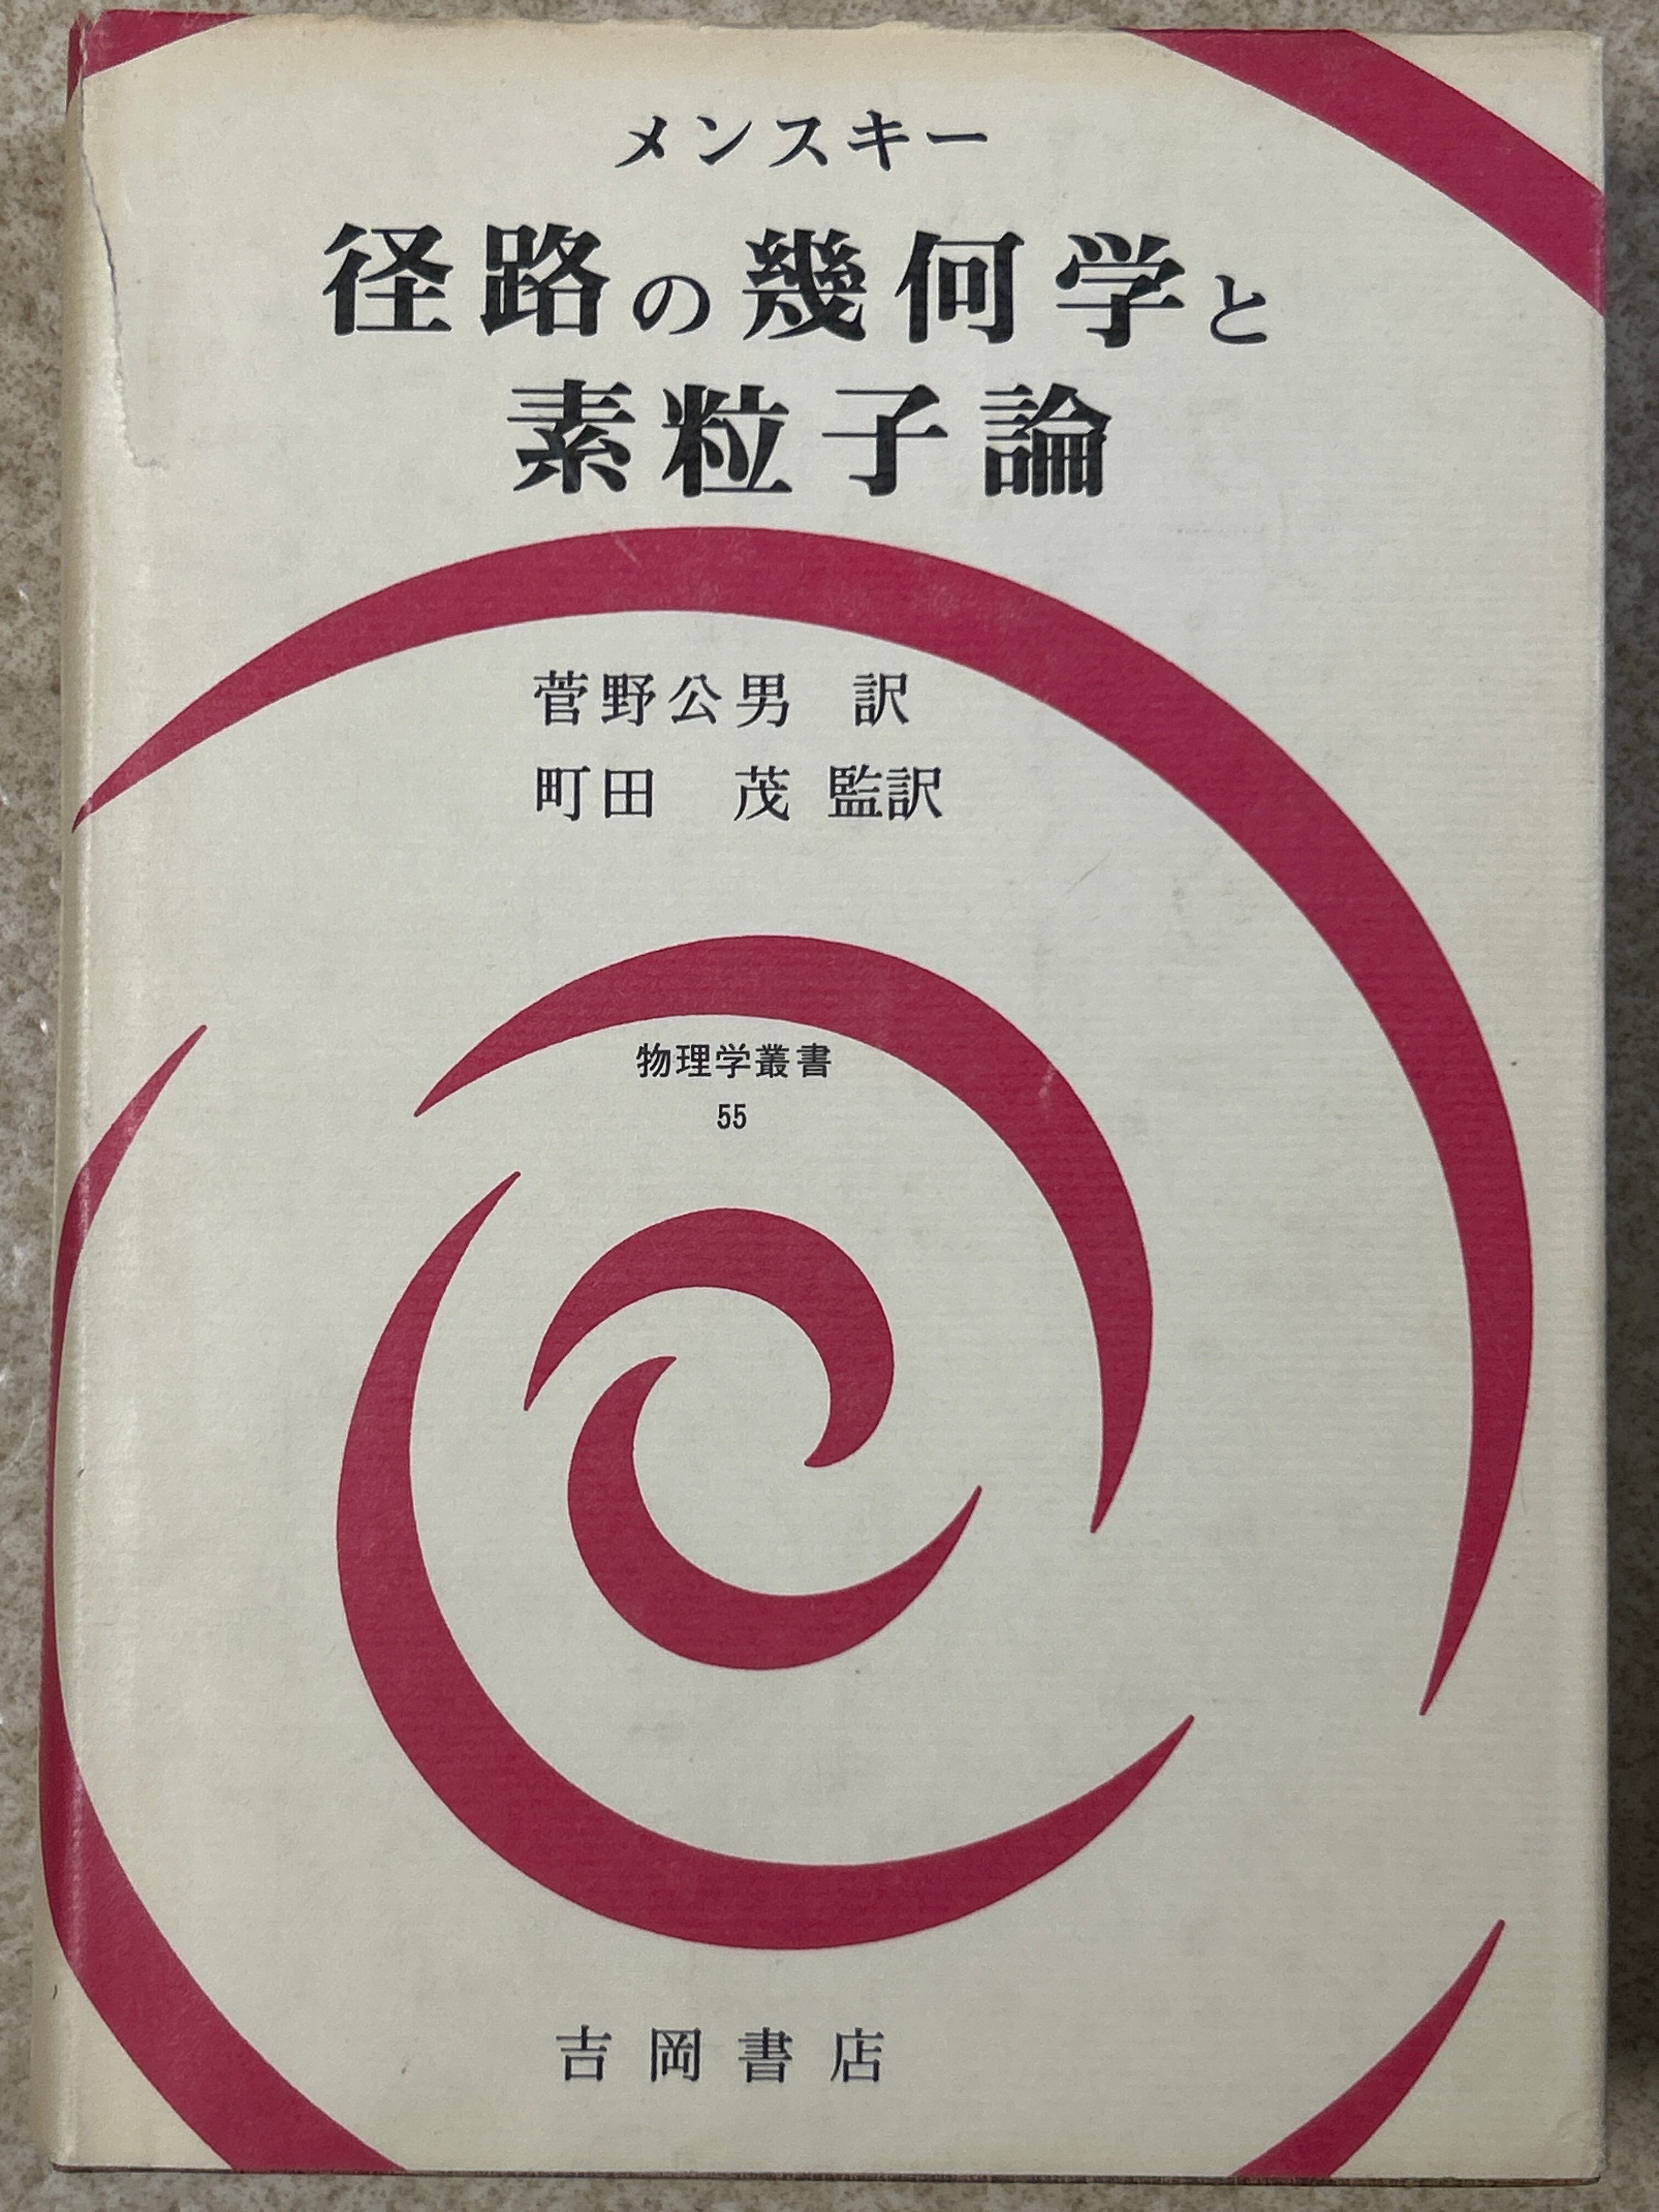 メンスキー
径路の幾何学と
素粒子論
菅野公男 訳
町田 茂 監訳
物理学叢書
55
吉岡書店